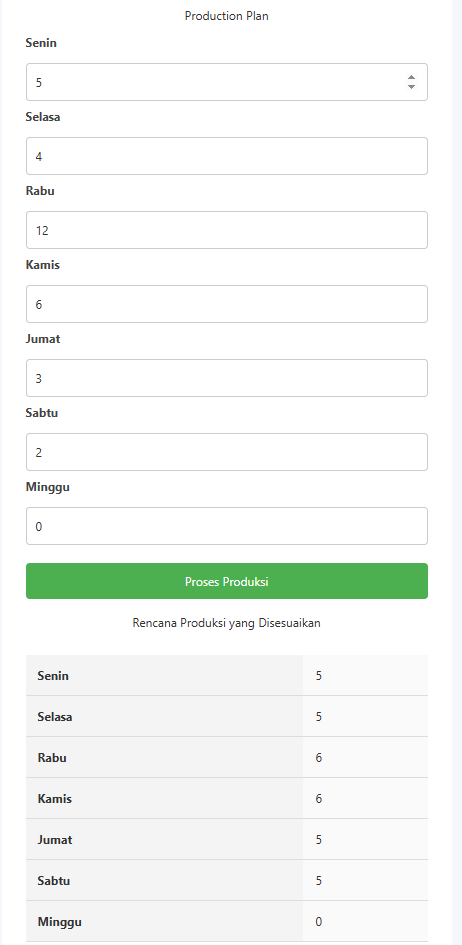 Production Plan
Senin
5
Selasa
4
Rabu
12
Kamis
6
Jumat
3
Sabtu
2
Minggu
0
Proses Produksi
Rencana Produksi yang Disesuaikan
Senin 5
Selasa 5
Rabu 6
Kamis 6
Jumat 5
Sabtu 5
Minggu 0